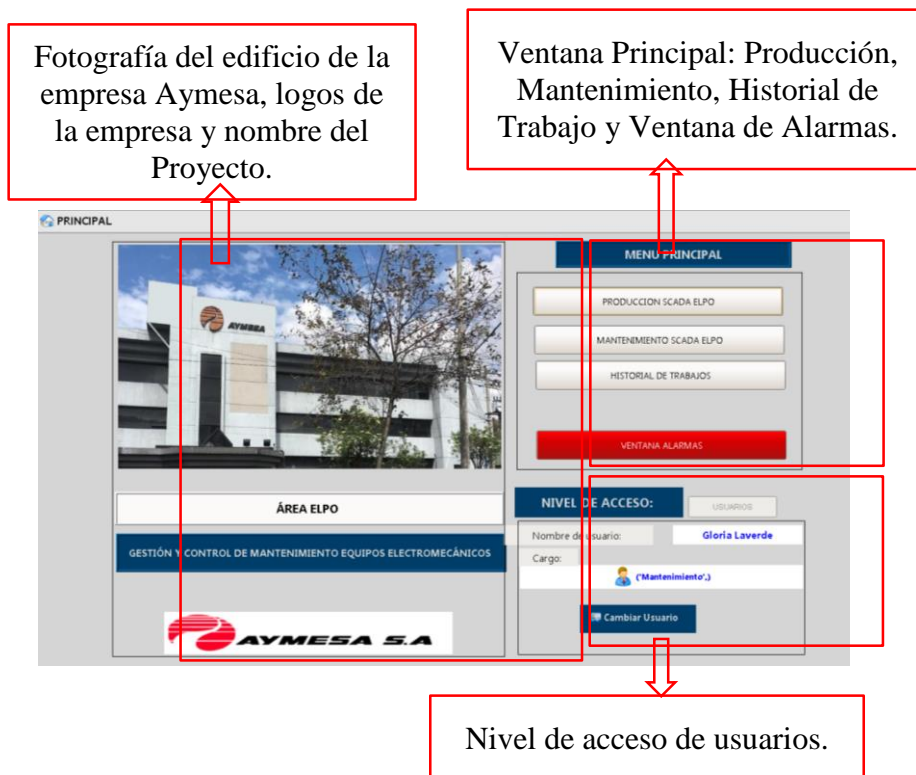 Fotografía del edificio de la
empresa Aymesa, logos de
la empresa y nombre del
Proyecto.
Ventana Principal: Producción,
Mantenimiento, Historial de
Trabajo y Ventana de Alarmas.
PRINCIPAL
AYMESA
MENU PRINCIPAL
PRODUCCION SCADA ELPO
MANTENIMIENTO SCADA ELPO
HISTORIAL DE TRABAJOS
VENTANA ALARMAS
ÁREA ELPO
GESTIÓN Y CONTROL DE MANTENIMIENTO EQUIPOS ELECTROMECÁNICOS
AYMESA S.A
NIVEL DE ACCESO:
USUARIOS
Nombre de usuario:
Gloria Laverde
Cargo:
('Mantenimiento',)
Cambiar Usuario
Nivel de acceso de usuarios.